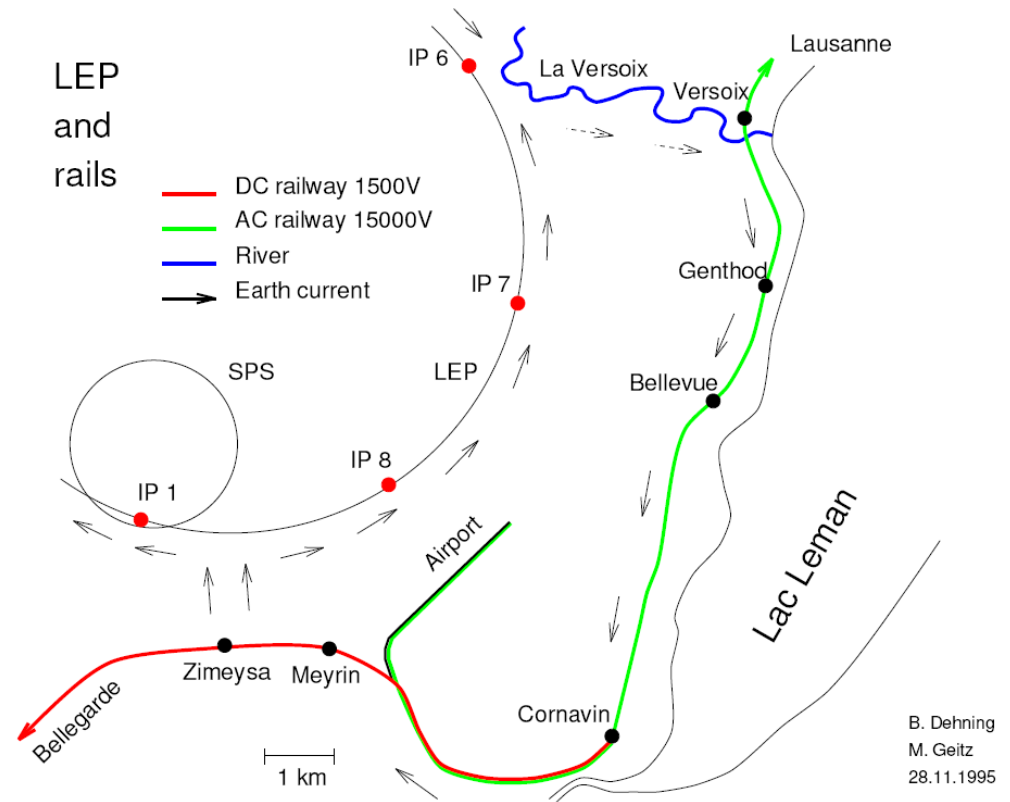 LEP
and
rails
DC railway 1500V
AC railway 15000V
River
Earth current
IP 6
La Versoix
Versoix
Lausanne
Genthod
IP 7
SPS
LEP
Bellevue
IP 8
IP 1
Airport
Lac Leman
Zimeysa
Meyrin
Bellegarde
Cornavin
1 km
B. Dehning
M. Geitz
28.11.1995